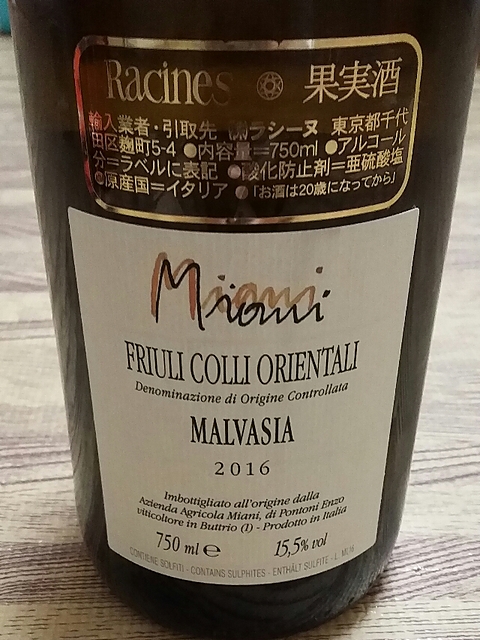 Racines 果実酒
輸入業者・引取先 ㈱ラシーヌ 東京都千代
田区麹町5-4 ●内容量=750ml ●アルコール
分=ラベルに表記 ●酸化防止剤=亜硫酸塩
●原産国=イタリア ●「お酒は20歳になってから」
Miani
FRIULI COLLI ORIENTALI
Denominazione di Origine Controllata
MALVASIA
2016
Imbottigliato all'origine dalla
Azienda Agricola Miani, di Pontoni Enzo
viticoltore in Buttrio (I) - Prodotto in Italia
750 ml e 15,5% vol
CONTIENE SOLFITI - CONTAINS SULPHITES - ENTHÄLT SULFITE - L.